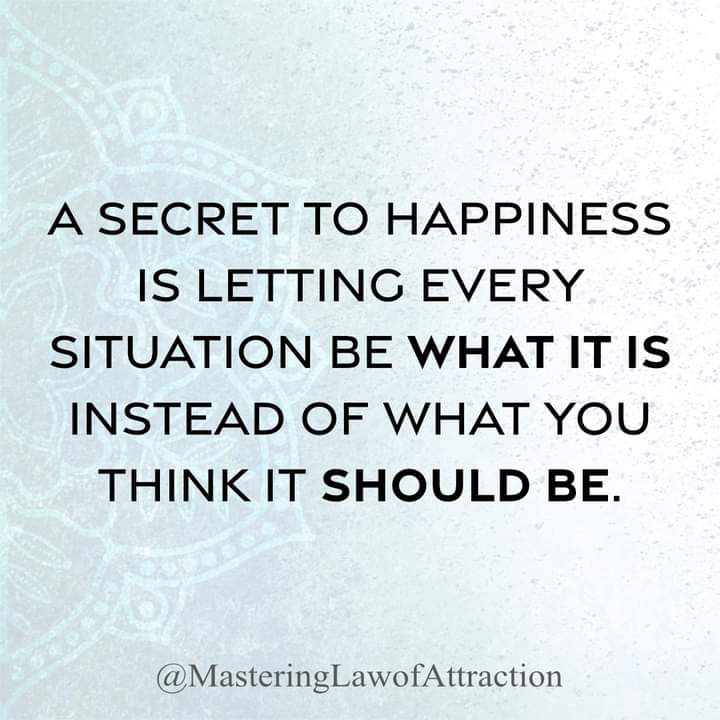 A SECRET TO HAPPINESS
IS LETTING EVERY
SITUATION BE WHAT IT IS
INSTEAD OF WHAT YOU
THINK IT SHOULD BE.
@MasteringLawofAttraction